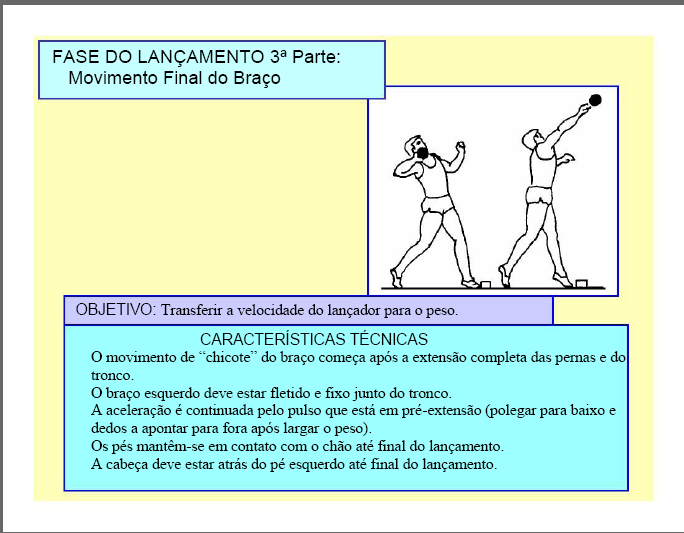 FASE DO LANÇAMENTO 3ª Parte:
Movimento Final do Braço
OBJETIVO: Transferir a velocidade do lançador para o peso.
CARACTERÍSTICAS TÉCNICAS
O movimento de “chicote” do braço começa após a extensão completa das pernas e do
tronco.
O braço esquerdo deve estar fletido e fixo junto do tronco.
A aceleração é continuada pelo pulso que está em pré-extensão (polegar para baixo e
dedos a apontar para fora após largar o peso).
Os pés mantêm-se em contato com o chão até final do lançamento.
A cabeça deve estar atrás do pé esquerdo até final do lançamento.